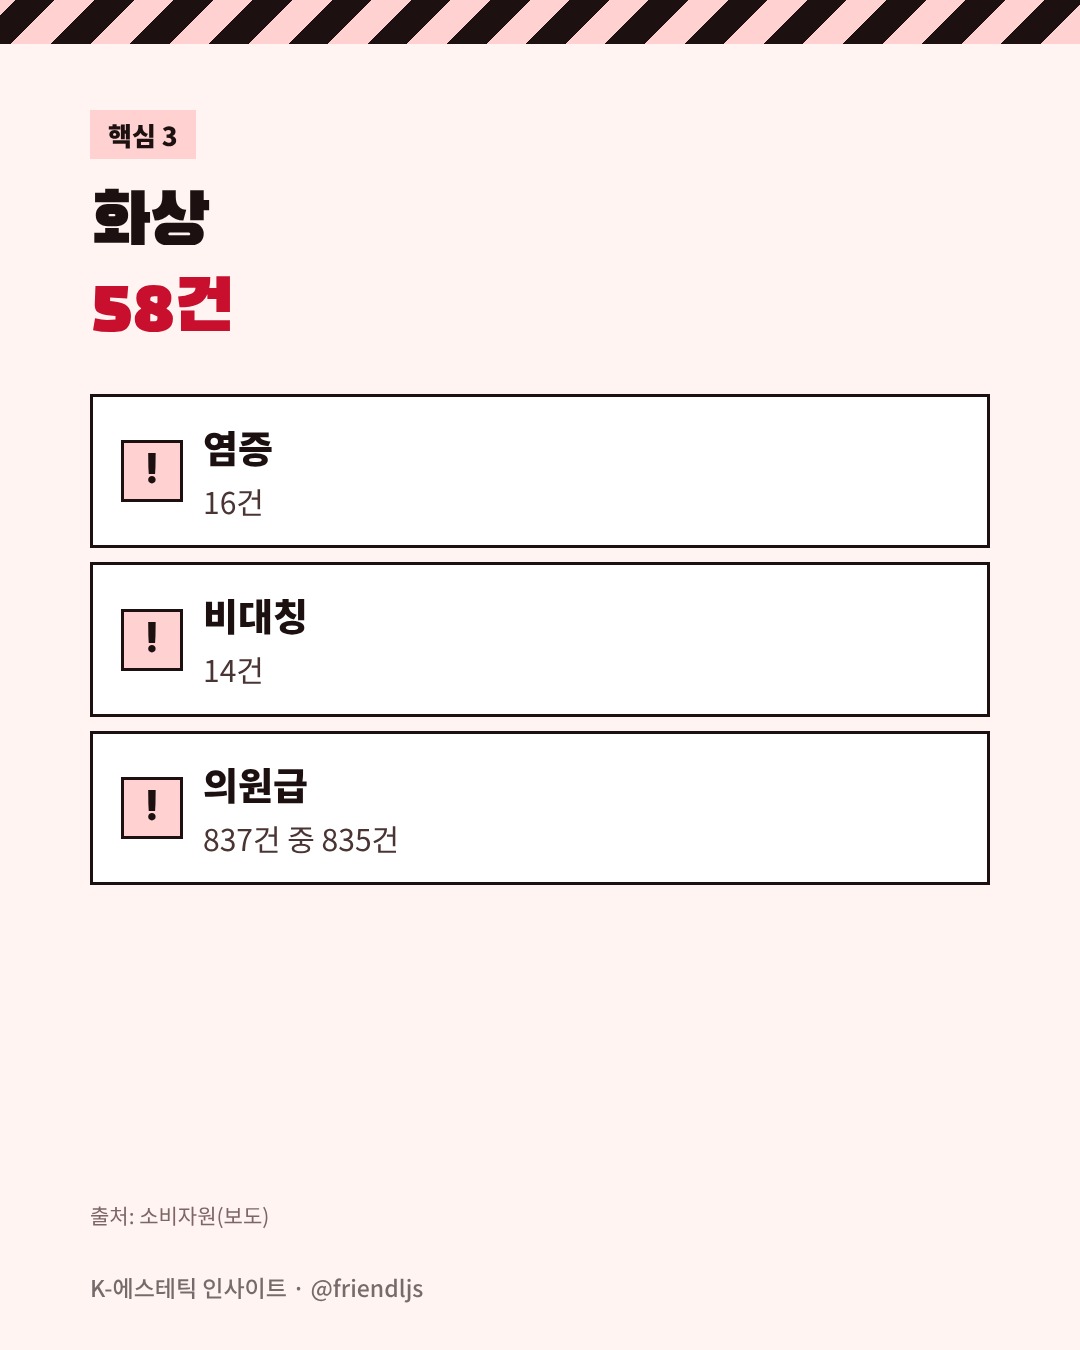 핵심 3
화상
58건
!
염증
16건
!
비대칭
14건
!
의원급
837건 중 835건
출처: 소비자원(보도)
K-에스테틱 인사이트 · @friendljs